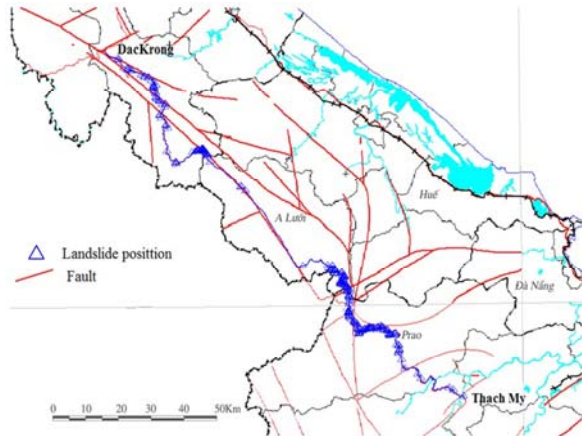 DacKrong
Huế
A Lưới
Landslide posittion
Fault
Đà Nẵng
Prao
Thach My
0 10 20 30 40 50Km